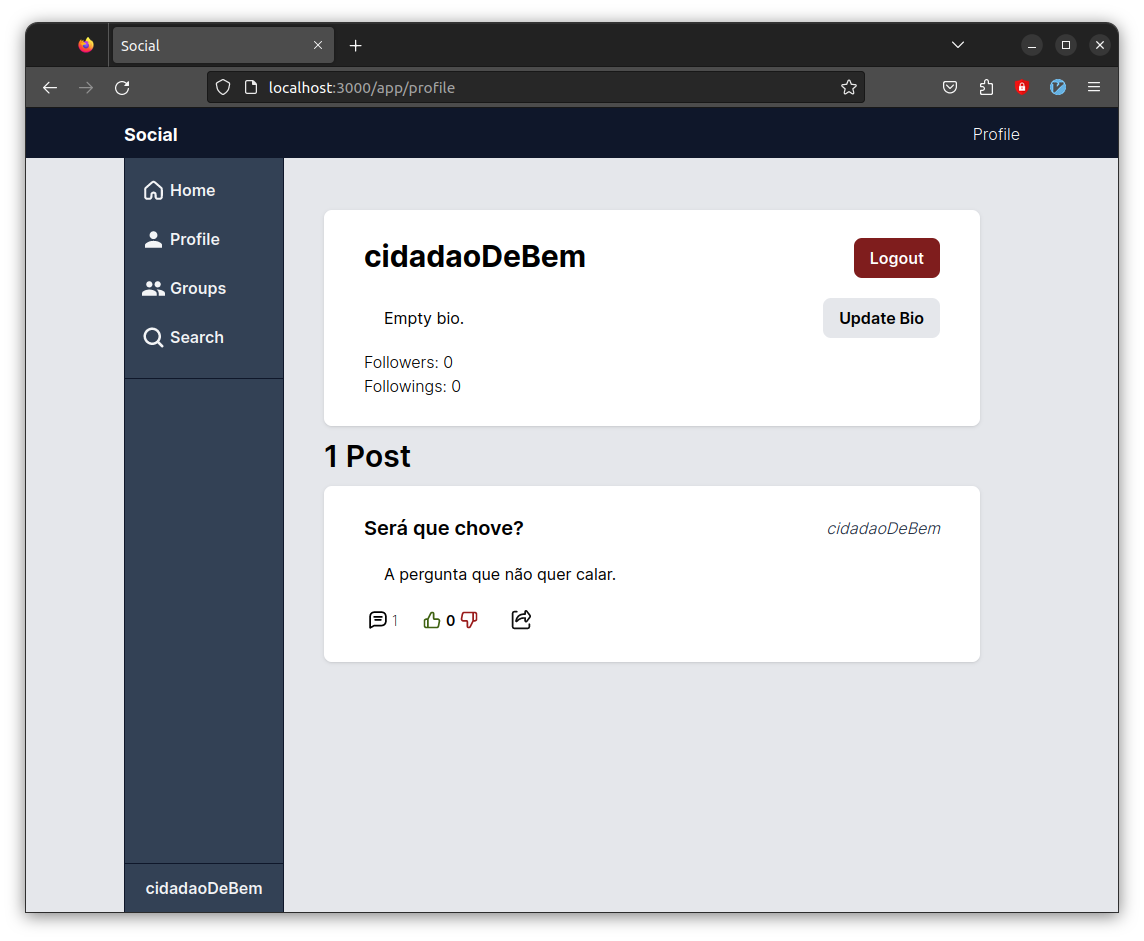 Social
localhost:3000/app/profile
Social
Profile
Home
Profile
Groups
Search
cidadaoDeBem
cidadaoDeBem
Logout
Empty bio.
Update Bio
Followers: 0
Followings: 0
1 Post
Será que chove?
cidadaoDeBem
A pergunta que não quer calar.
1
0